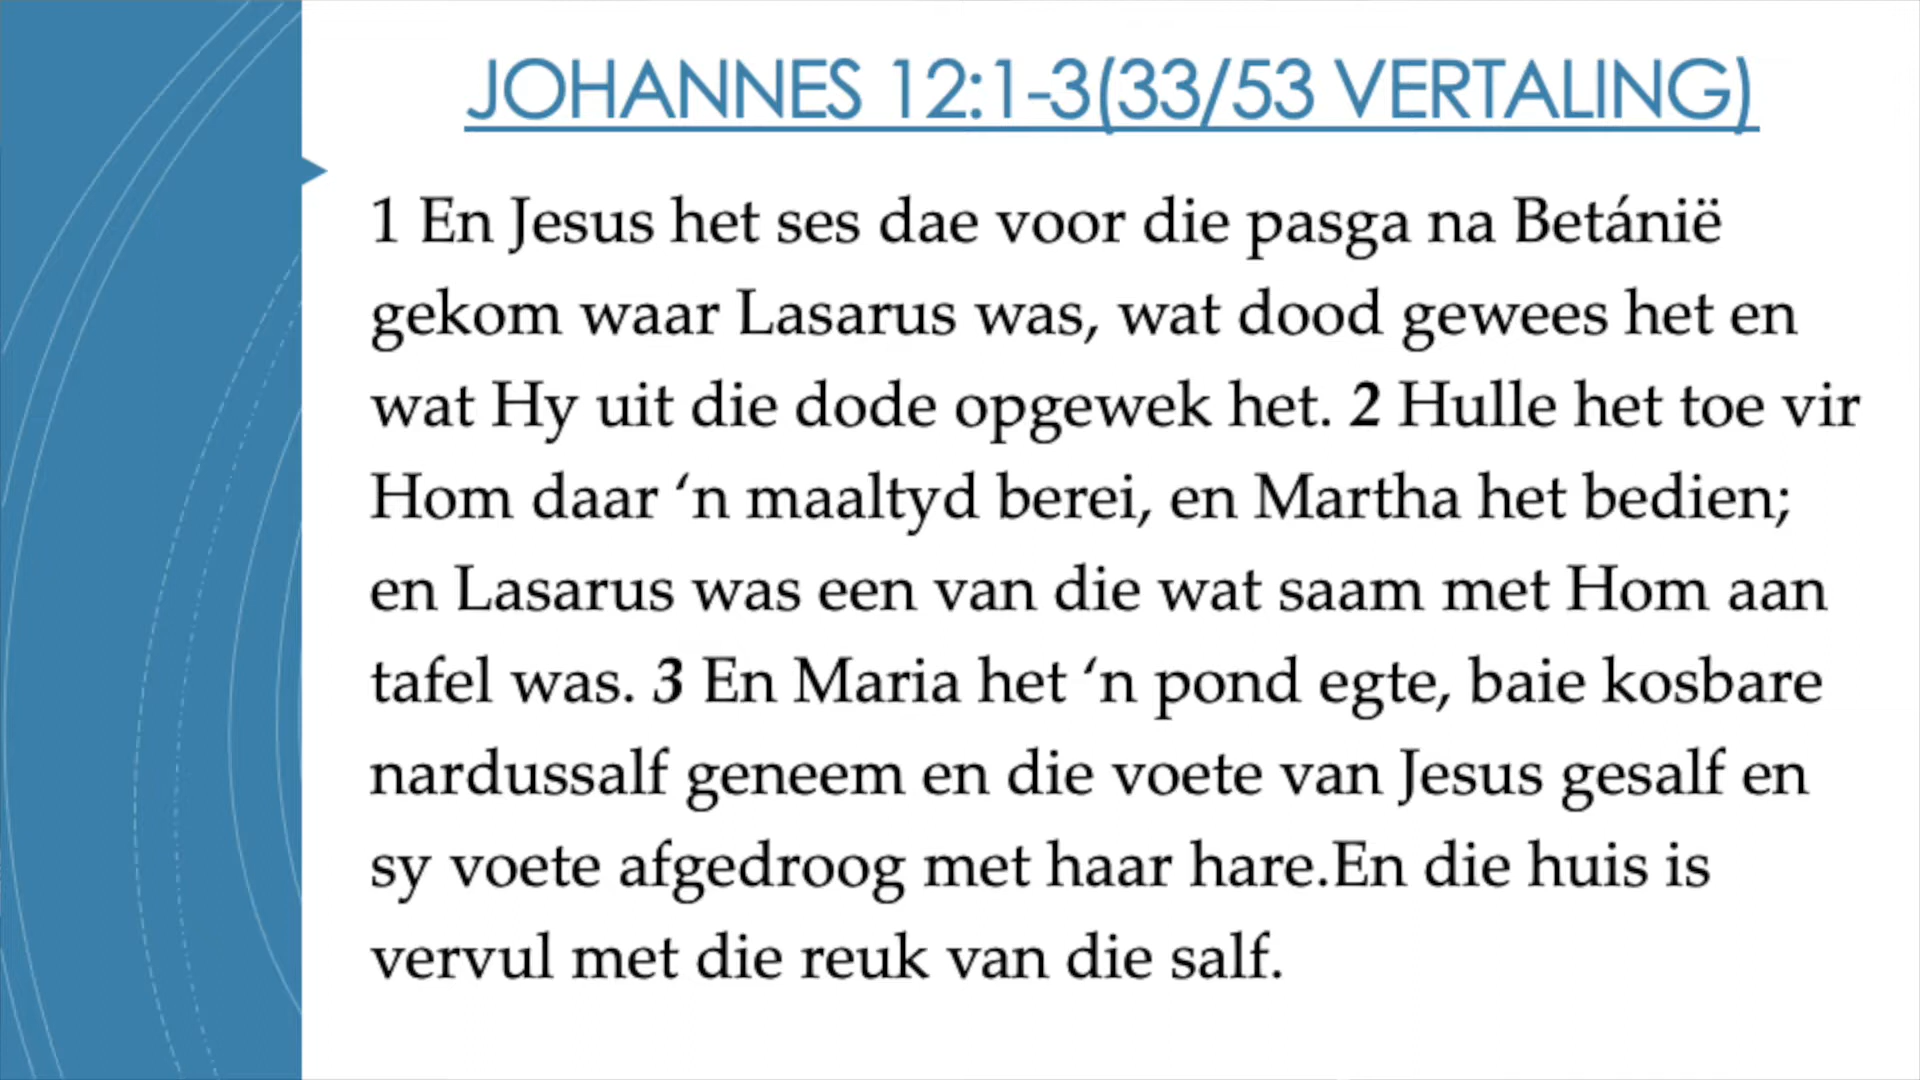 JOHANNES 12:1-3(33/53 VERTALING)
1 En Jesus het ses dae voor die pasga na Betánië
gekom waar Lasarus was, wat dood gewees het en
wat Hy uit die dode opgewek het. 2 Hulle het toe vir
Hom daar ‘n maaltyd berei, en Martha het bedien;
en Lasarus was een van die wat saam met Hom aan
tafel was. 3 En Maria het ‘n pond egte, baie kosbare
nardussalf geneem en die voete van Jesus gesalf en
sy voete afgedroog met haar hare.En die huis is
vervul met die reuk van die salf.